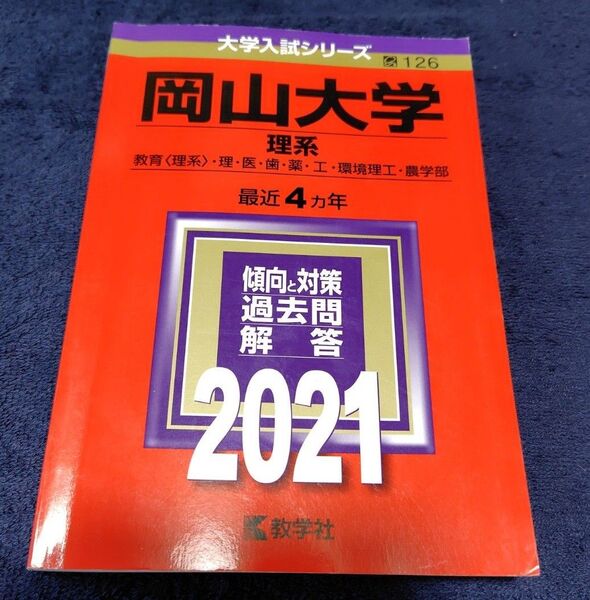 大学入試シリーズ
126
岡山大学
理系
教育〈理系〉・理・医・歯・薬・工・環境理工・農学部
最近4カ年
傾向と対策
過去問
解答
2021
教学社